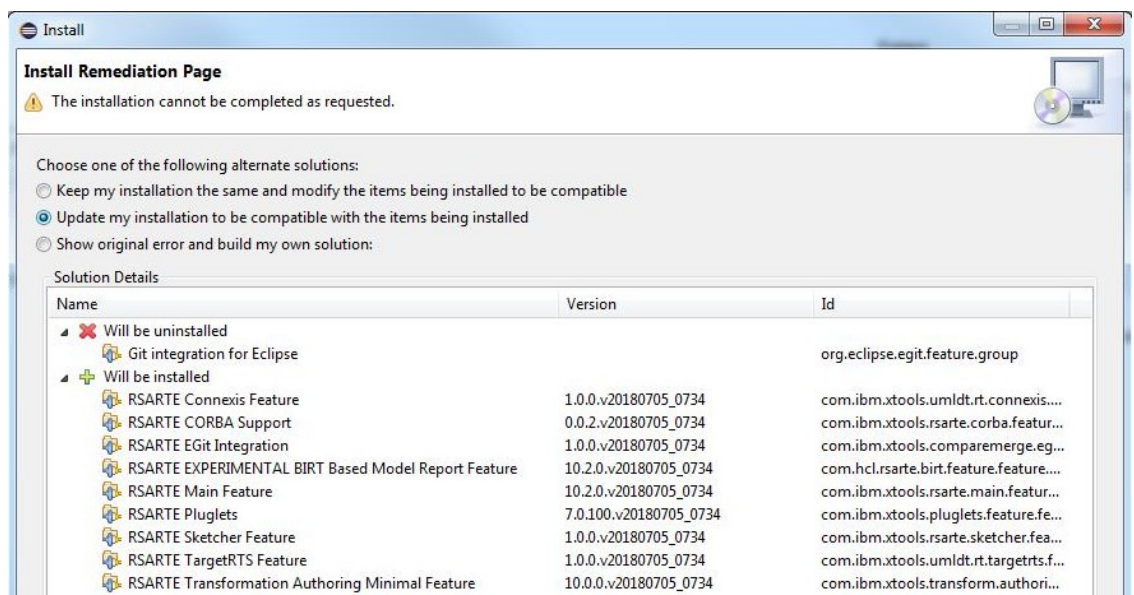 Install
Install Remediation Page
The installation cannot be completed as requested.
Choose one of the following alternate solutions:
Keep my installation the same and modify the items being installed to be compatible
Update my installation to be compatible with the items being installed
Show original error and build my own solution:
Solution Details
Name Version Id
Will be uninstalled
Git integration for Eclipse org.eclipse.egit.feature.group
Will be installed
RSARTE Connexis Feature 1.0.0.v20180705_0734 com.ibm.xtools.umldt.rt.connexis....
RSARTE CORBA Support 0.0.2.v20180705_0734 com.ibm.xtools.rsarte.corba.featur...
RSARTE EGit Integration 1.0.0.v20180705_0734 com.ibm.xtools.comparemerge.eg...
RSARTE EXPERIMENTAL BIRT Based Model Report Feature 10.2.0.v20180705_0734 com.hcl.rsarte.birt.feature.feature....
RSARTE Main Feature 10.2.0.v20180705_0734 com.ibm.xtools.rsarte.main.featur...
RSARTE Pluglets 7.0.100.v20180705_0734 com.ibm.xtools.pluglets.feature.fe...
RSARTE Sketcher Feature 1.0.0.v20180705_0734 com.ibm.xtools.rsarte.sketcher.fea...
RSARTE TargetRTS Feature 1.0.0.v20180705_0734 com.ibm.xtools.umldt.rt.targetrts.f...
RSARTE Transformation Authoring Minimal Feature 10.0.0.v20180705_0734 com.ibm.xtools.transform.authori...